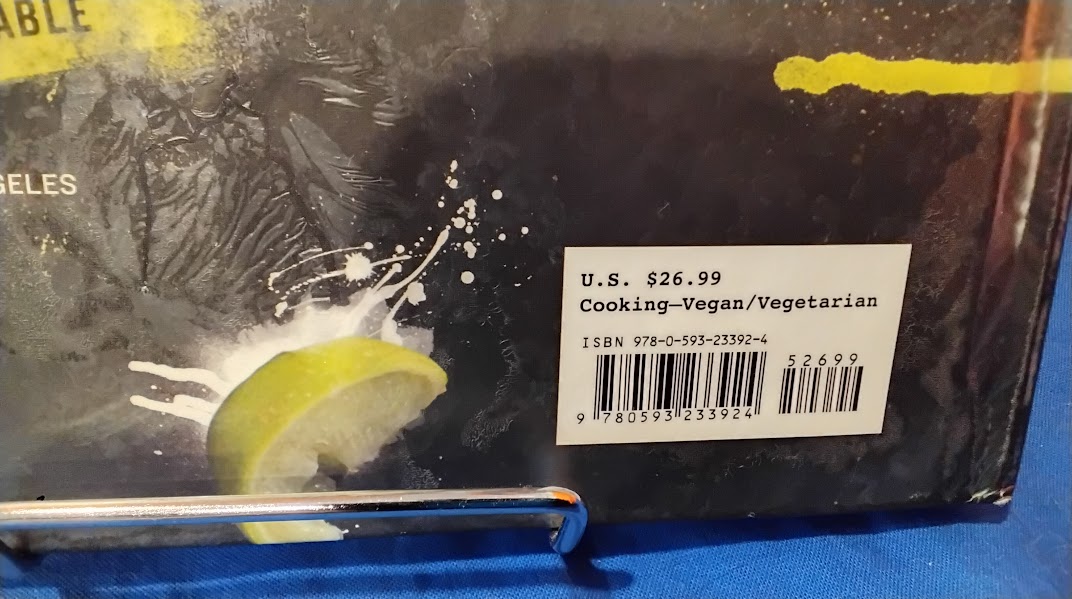 ABLE
GELES
U.S. $26.99
Cooking—Vegan/Vegetarian
ISBN 978-0-593-23392-4
52699
9 780593 233924